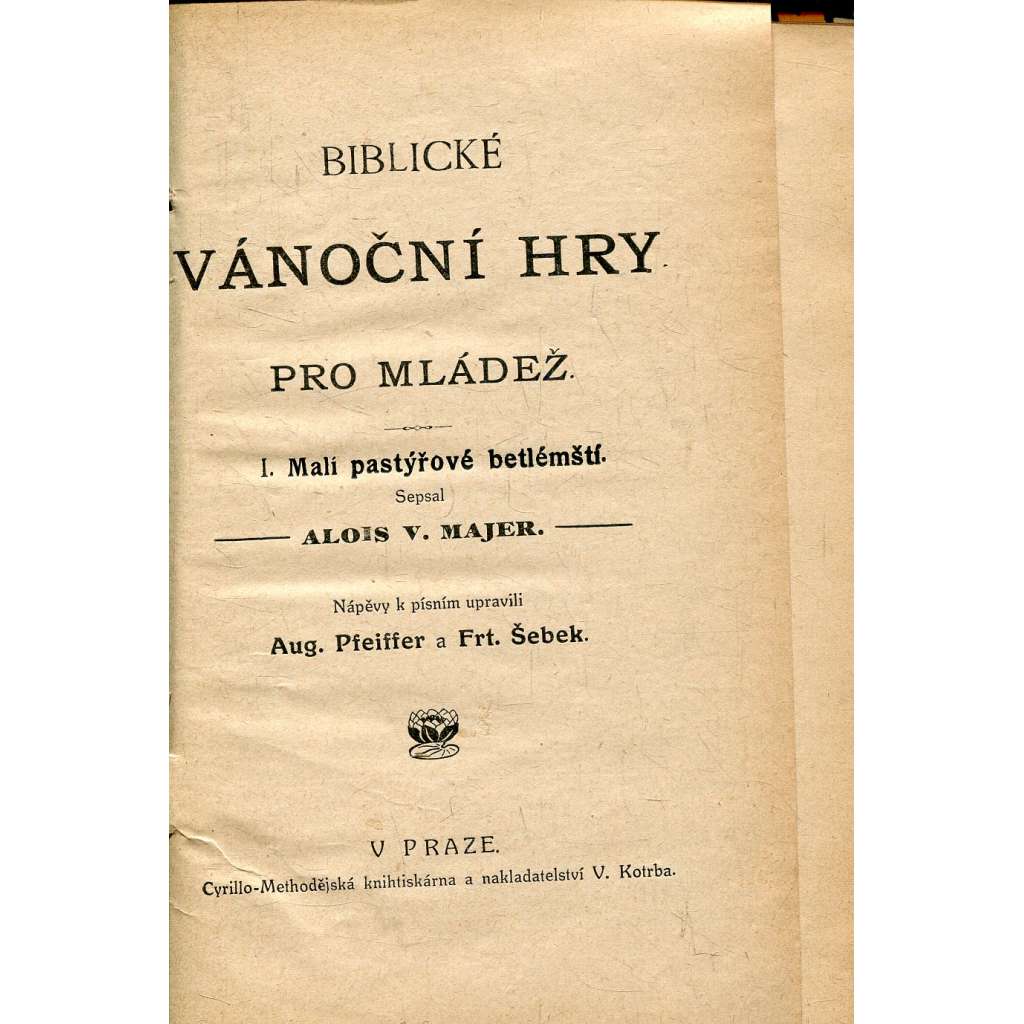 BIBLICKÉ
VÁNOČNÍ HRY
PRO MLÁDEŽ.
I. Malí pastýřové betlémští.
Sepsal
ALOIS V. MAJER.
Nápěvy k písním upravili
Aug. Pfeiffer a Frt. Šebek.
V PRAZE.
Cyrillo-Methodějská knihtiskárna a nakladatelství V. Kotrba.